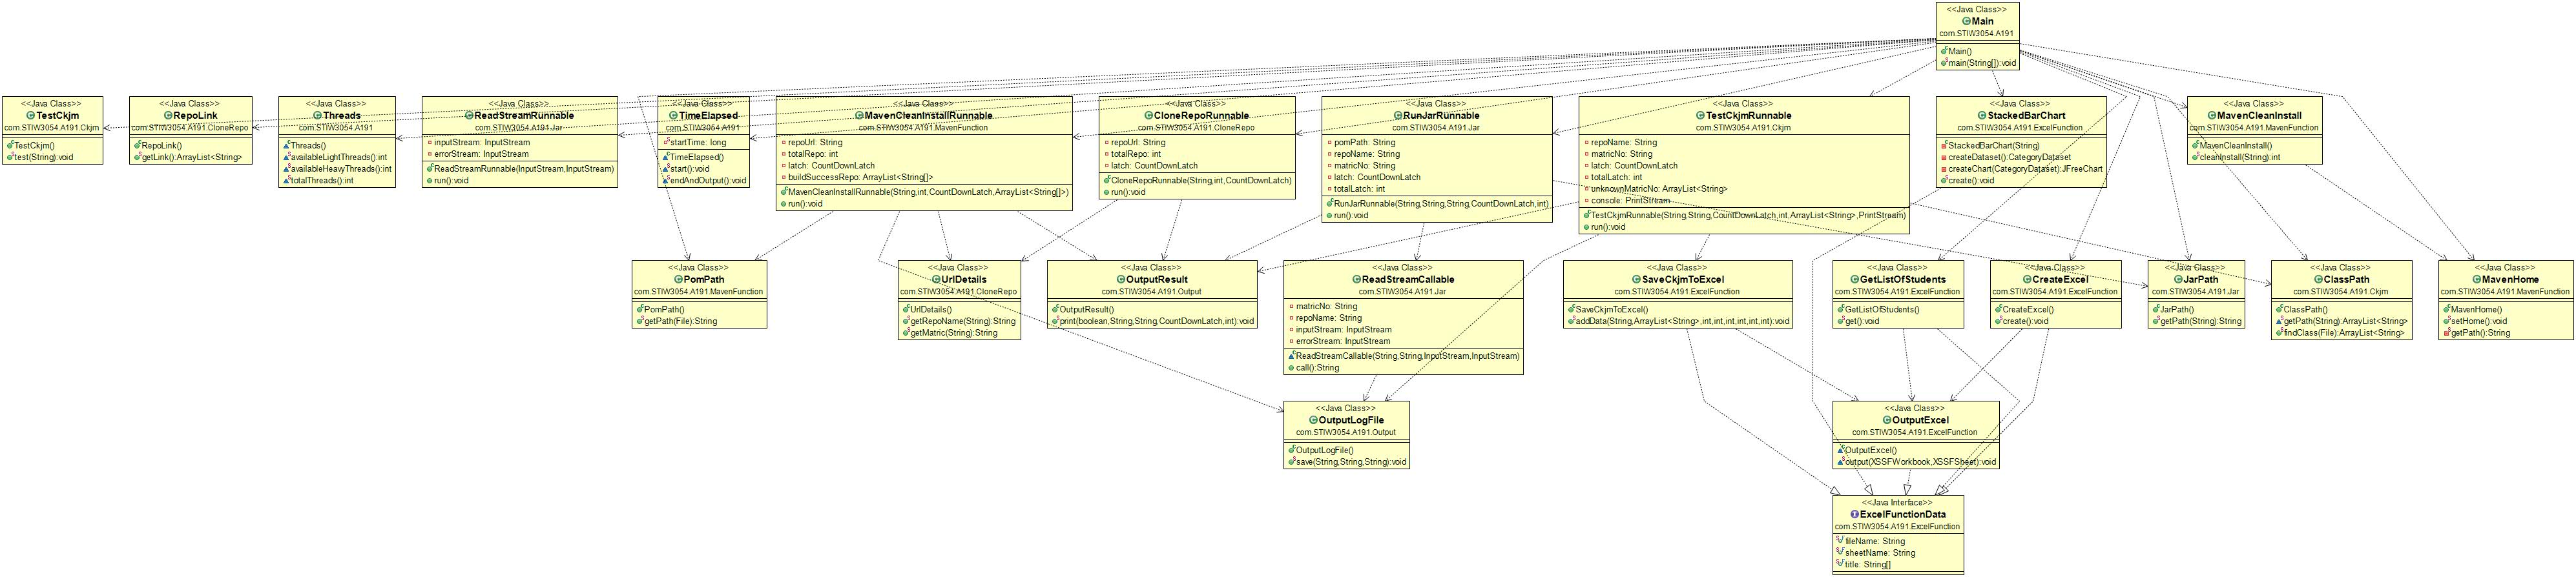 <<Java Class>>
Main
com.STIW3054.A191
Main()
main(String[]):void
<<Java Class>>
TestCkjm
com.STIW3054.A191.Ckjm
TestCkjm()
test(String):void
<<Java Class>>
RepoLink
com.STIW3054.A191.CloneRepo
RepoLink()
getLink():ArrayList<String>
<<Java Class>>
Threads
com.STIW3054.A191
Threads()
availableLightThreads():int
availableHeavyThreads():int
totalThreads():int
<<Java Class>>
ReadStreamRunnable
com.STIW3054.A191.Jar
inputStream: InputStream
errorStream: InputStream
ReadStreamRunnable(InputStream,InputStream)
run():void
<<Java Class>>
TimeElapsed
com.STIW3054.A191
startTime: long
TimeElapsed()
start():void
endAndOutput():void
<<Java Class>>
MavenCleanInstallRunnable
com.STIW3054.A191.MavenFunction
repoUrl: String
totalRepo: int
latch: CountDownLatch
buildSuccessRepo: ArrayList<String[]>
MavenCleanInstallRunnable(String,int,CountDownLatch,ArrayList<String[]>)
run():void
<<Java Class>>
CloneRepoRunnable
com.STIW3054.A191.CloneRepo
repoUrl: String
totalRepo: int
latch: CountDownLatch
CloneRepoRunnable(String,int,CountDownLatch)
run():void
<<Java Class>>
RunJarRunnable
com.STIW3054.A191.Jar
pomPath: String
repoName: String
matricNo: String
latch: CountDownLatch
totalLatch: int
RunJarRunnable(String,String,String,CountDownLatch,int)
run():void
<<Java Class>>
TestCkjmRunnable
com.STIW3054.A191.Ckjm
repoName: String
matricNo: String
latch: CountDownLatch
totalLatch: int
unknownMatricNo: ArrayList<String>
console: PrintStream
TestCkjmRunnable(String,String,CountDownLatch,int,ArrayList<String>,PrintStream)
run():void
<<Java Class>>
StackedBarChart
com.STIW3054.A191.ExcelFunction
StackedBarChart(String)
createDataset():CategoryDataset
createChart(CategoryDataset):JFreeChart
create():void
<<Java Class>>
MavenCleanInstall
com.STIW3054.A191.MavenFunction
MavenCleanInstall()
cleanInstall(String):int
<<Java Class>>
PomPath
com.STIW3054.A191.MavenFunction
PomPath()
getPath(File):String
<<Java Class>>
UrlDetails
com.STIW3054.A191.CloneRepo
UrlDetails()
getRepoName(String):String
getMatric(String):String
<<Java Class>>
OutputResult
com.STIW3054.A191.Output
OutputResult()
print(boolean,String,String,CountDownLatch,int):void
<<Java Class>>
ReadStreamCallable
com.STIW3054.A191.Jar
matricNo: String
repoName: String
inputStream: InputStream
errorStream: InputStream
ReadStreamCallable(String,String,InputStream,InputStream)
call():String
<<Java Class>>
SaveCkjmToExcel
com.STIW3054.A191.ExcelFunction
SaveCkjmToExcel()
addData(String,ArrayList<String>,int,int,int,int,int,int):void
<<Java Class>>
GetListOfStudents
com.STIW3054.A191.ExcelFunction
GetListOfStudents()
get():void
<<Java Class>>
CreateExcel
com.STIW3054.A191.ExcelFunction
CreateExcel()
create():void
<<Java Class>>
JarPath
com.STIW3054.A191.Jar
JarPath()
getPath(String):String
<<Java Class>>
ClassPath
com.STIW3054.A191.Ckjm
ClassPath()
getPath(String):ArrayList<String>
findClass(File):ArrayList<String>
<<Java Class>>
MavenHome
com.STIW3054.A191.MavenFunction
MavenHome()
setHome():void
getPath():String
<<Java Class>>
OutputLogFile
com.STIW3054.A191.Output
OutputLogFile()
save(String,String,String):void
<<Java Class>>
OutputExcel
com.STIW3054.A191.ExcelFunction
OutputExcel()
output(XSSFWorkbook,XSSFSheet):void
<<Java Interface>>
ExcelFunctionData
com.STIW3054.A191.ExcelFunction
fileName: String
sheetName: String
title: String[]